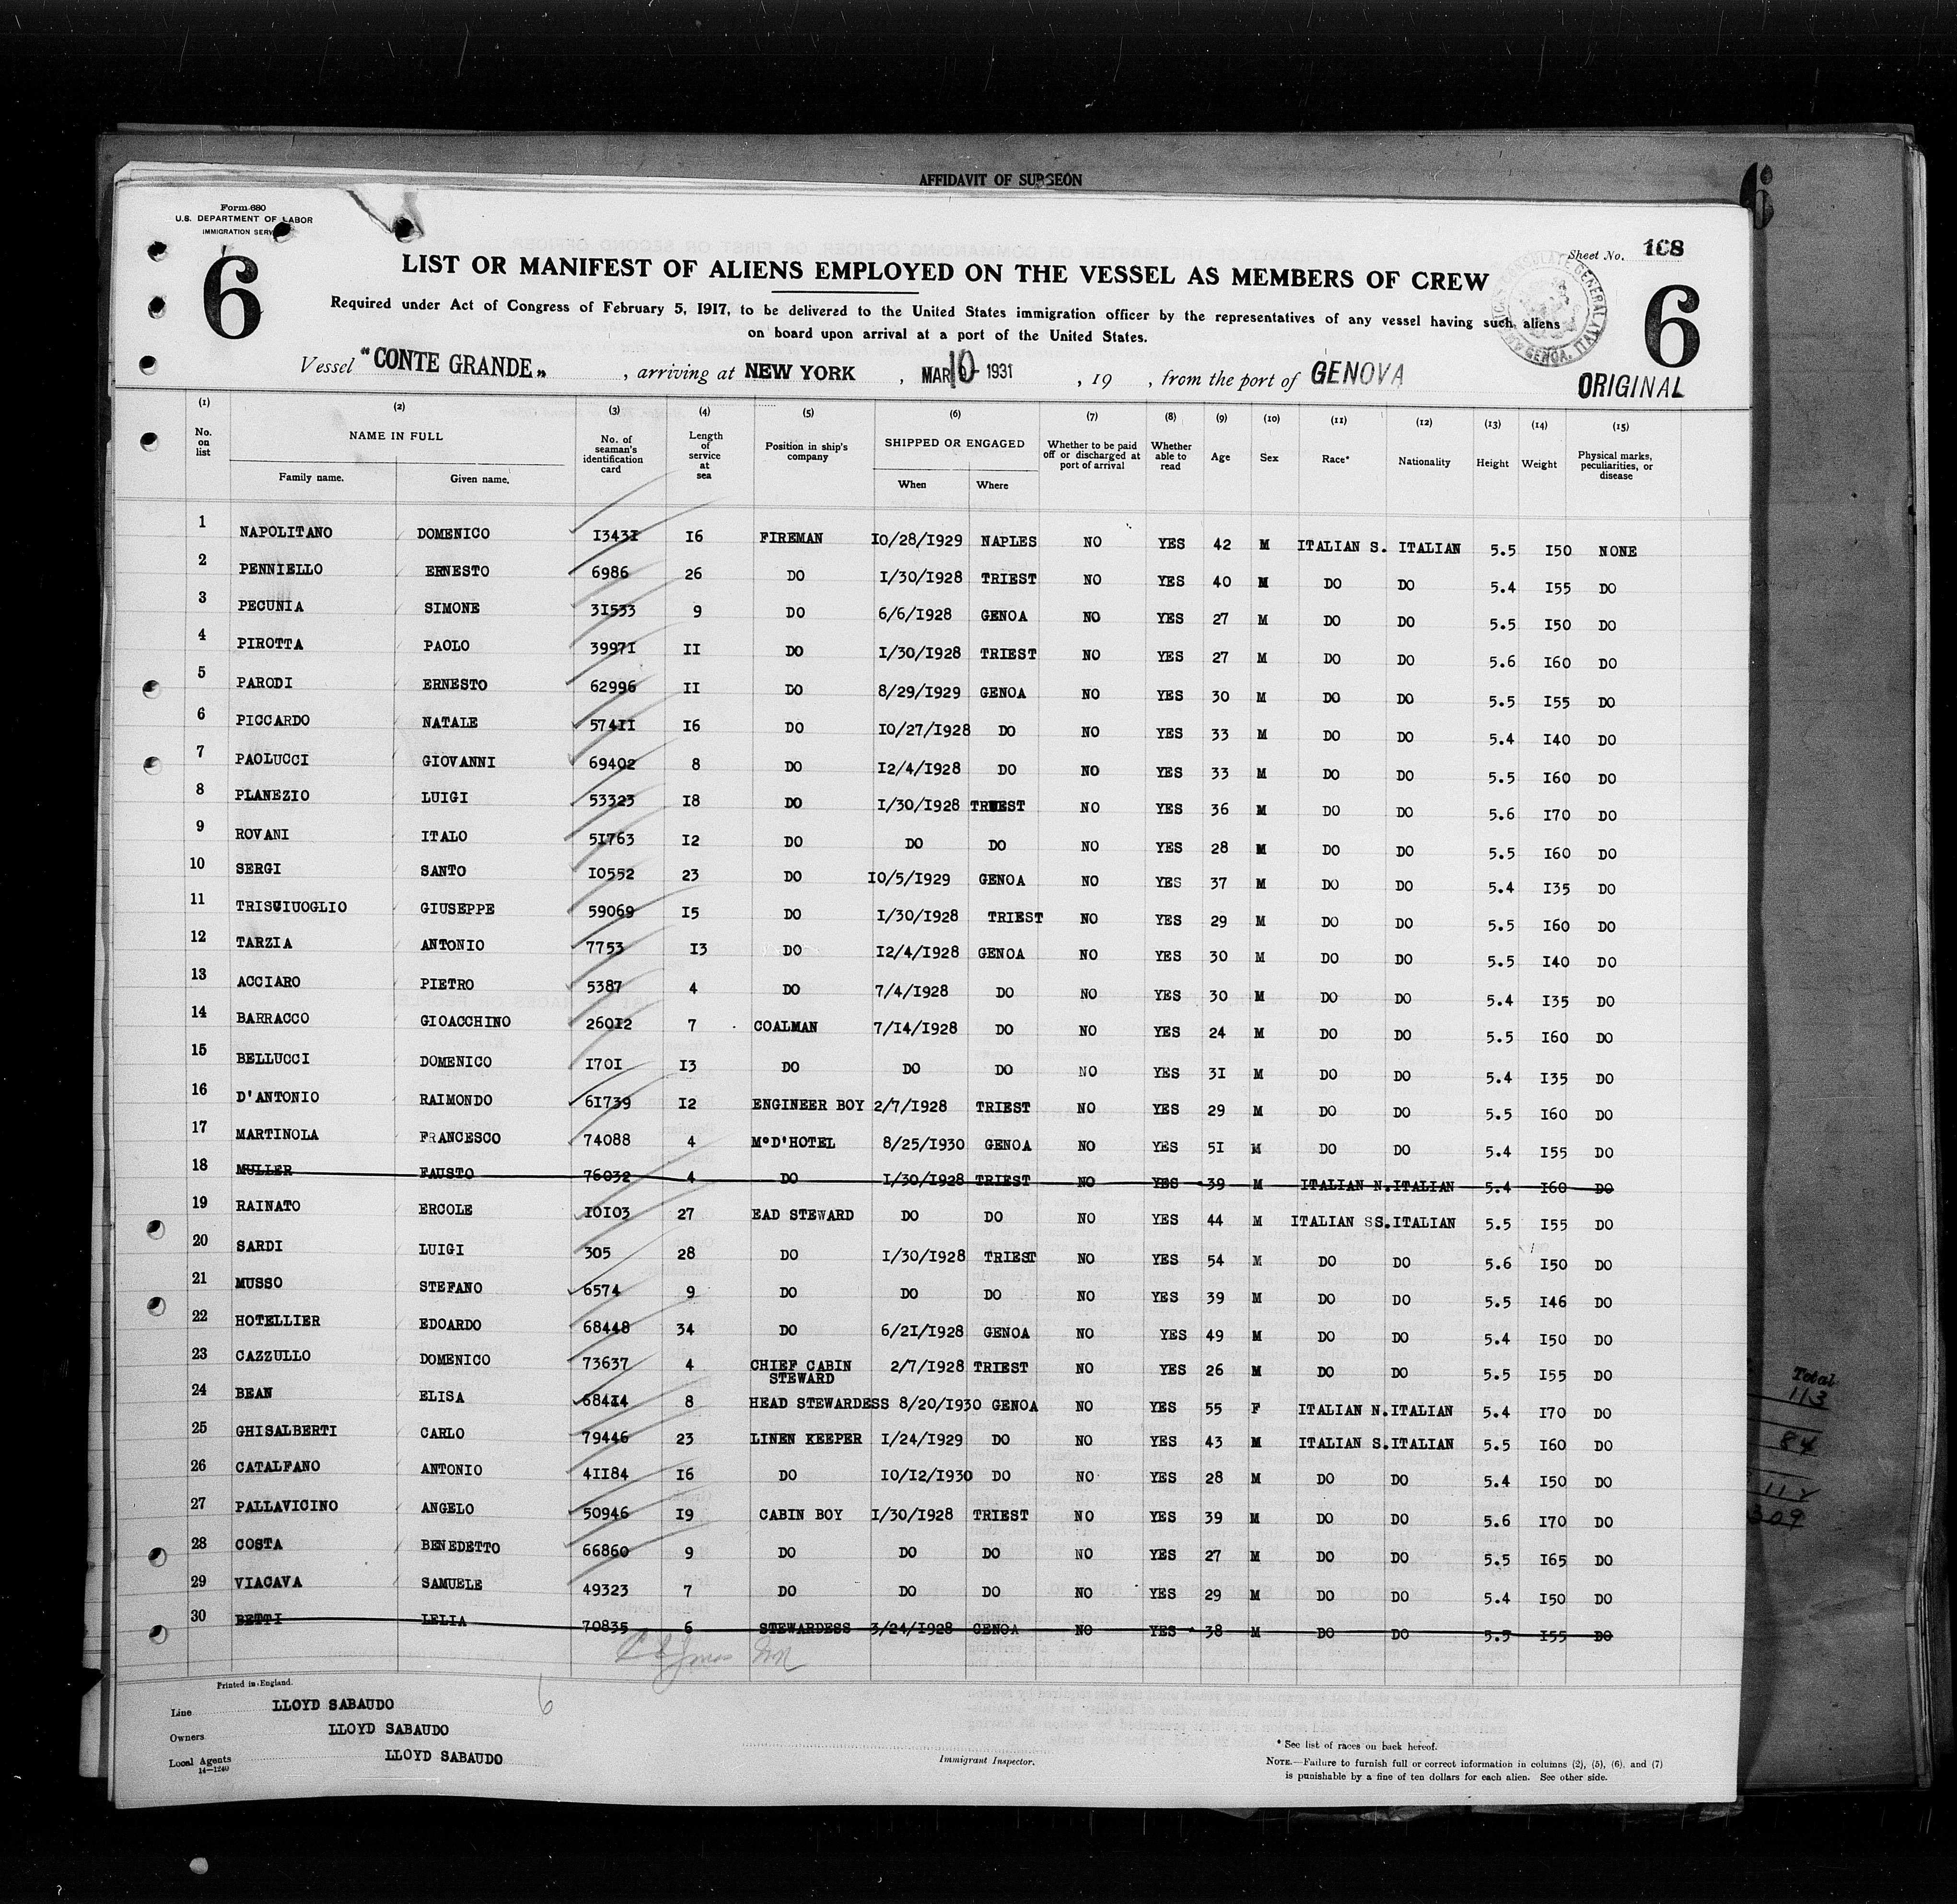 AFFIDAVIT OF SURGEON
6
Form 680
U.S. DEPARTMENT OF LABOR
IMMIGRATION SERV
Sheet No. 108
6 6
LIST OR MANIFEST OF ALIENS EMPLOYED ON THE VESSEL AS MEMBERS OF CREW
Required under Act of Congress of February 5, 1917, to be delivered to the United States immigration officer by the representatives of any vessel having such aliens
on board upon arrival at a port of the United States.
CONSULATE GENERAL AT GENOA, ITALY
Vessel "CONTE GRANDE", arriving at NEW YORK, MAR 10 1931, 19 , from the port of GENOVA
ORIGINAL
(1) (2) (3) (4) (5) (6) (7) (8) (9) (10) (11) (12) (13) (14) (15)
No. on list NAME IN FULL Family name. Given name. No. of seaman's identification card Length of service at sea Position in ship's company SHIPPED OR ENGAGED When Where Whether to be paid off or discharged at port of arrival Whether able to read Age Sex Race* Nationality Height Weight Physical marks, peculiarities, or disease
1 NAPOLITANO DOMENICO 13431 16 FIREMAN 10/28/1929 NAPLES NO YES 42 M ITALIAN S. ITALIAN 5.5 150 NONE
2 PENNIELLO ERNESTO 6986 26 DO 1/30/1928 TRIEST NO YES 40 M DO DO 5.4 155 DO
3 PECUNIA SIMONE 31533 9 DO 6/6/1928 GENOA NO YES 27 M DO DO 5.5 150 DO
4 PIROTTA PAOLO 39971 11 DO 1/30/1928 TRIEST NO YES 27 M DO DO 5.6 160 DO
5 PARODI ERNESTO 62996 11 DO 8/29/1929 GENOA NO YES 30 M DO DO 5.5 155 DO
6 PICCARDO NATALE 57411 16 DO 10/27/1928 DO NO YES 33 M DO DO 5.4 140 DO
7 PAOLUCCI GIOVANNI 69402 8 DO 12/4/1928 DO NO YES 33 M DO DO 5.5 160 DO
8 PLANEZIO LUIGI 53323 18 DO 1/30/1928 TRIEST NO YES 36 M DO DO 5.6 170 DO
9 ROVANI ITALO 51763 12 DO DO DO NO YES 28 M DO DO 5.5 160 DO
10 SERGI SANTO 10552 23 DO 10/5/1929 GENOA NO YES 37 M DO DO 5.4 135 DO
11 TRISCIUOGLIO GIUSEPPE 59069 15 DO 1/30/1928 TRIEST NO YES 29 M DO DO 5.5 160 DO
12 TARZIA ANTONIO 7753 13 DO 12/4/1928 GENOA NO YES 30 M DO DO 5.5 140 DO
13 ACCIARO PIETRO 5387 4 DO 7/4/1928 DO NO YES 30 M DO DO 5.4 135 DO
14 BARRACCO GIOACCHINO 26012 7 COALMAN 7/14/1928 DO NO YES 24 M DO DO 5.5 160 DO
15 BELLUCCI DOMENICO 1701 13 DO DO DO NO YES 31 M DO DO 5.4 135 DO
16 D'ANTONIO RAIMONDO 61739 12 ENGINEER BOY 2/7/1928 TRIEST NO YES 29 M DO DO 5.5 160 DO
17 MARTINOLA FRANCESCO 74088 4 M°D'HOTEL 8/25/1930 GENOA NO YES 51 M DO DO 5.4 155 DO
18 MULLER FAUSTO 76032 4 DO 1/30/1928 TRIEST NO YES 39 M ITALIAN N. ITALIAN 5.4 160 DO
19 RAINATO ERCOLE 10103 27 EAD STEWARD DO DO NO YES 44 M ITALIAN SS. ITALIAN 5.5 155 DO
20 SARDI LUIGI 305 28 DO 1/30/1928 TRIEST NO YES 54 M DO DO 5.6 150 DO
21 MUSSO STEFANO 6574 9 DO DO DO NO YES 39 M DO DO 5.5 146 DO
22 HOTELLIER EDOARDO 68448 34 DO 6/21/1928 GENOA NO YES 49 M DO DO 5.4 150 DO
23 CAZZULLO DOMENICO 73637 4 CHIEF CABIN STEWARD 2/7/1928 TRIEST NO YES 26 M DO DO 5.5 155 DO
24 BEAN ELISA 68414 8 HEAD STEWARDESS 8/20/1930 GENOA NO YES 55 F ITALIAN N. ITALIAN 5.4 170 DO
25 GHISALBERTI CARLO 79446 23 LINEN KEEPER 1/24/1929 DO NO YES 43 M ITALIAN S. ITALIAN 5.5 160 DO
26 CATALFANO ANTONIO 41184 16 DO 10/12/1930 DO NO YES 28 M DO DO 5.4 150 DO
27 PALLAVICINO ANGELO 50946 19 CABIN BOY 1/30/1928 TRIEST NO YES 39 M DO DO 5.6 170 DO
28 COSTA BENEDETTO 66860 9 DO DO DO NO YES 27 M DO DO 5.5 165 DO
29 VIACAVA SAMUELE 49323 7 DO DO DO NO YES 29 M DO DO 5.4 150 DO
30 BETTI LELIA 70835 6 STEWARDESS 3/24/1928 GENOA NO YES 38 M DO DO 5.5 155 DO
Total
113
84
112
309
Printed in England.
6
Line LLOYD SABAUDO
Owners LLOYD SABAUDO
Local Agents LLOYD SABAUDO
14—1240
Immigrant Inspector.
* See list of races on back hereof.
NOTE.—Failure to furnish full or correct information in columns (2), (5), (6), and (7)
is punishable by a fine of ten dollars for each alien. See other side.